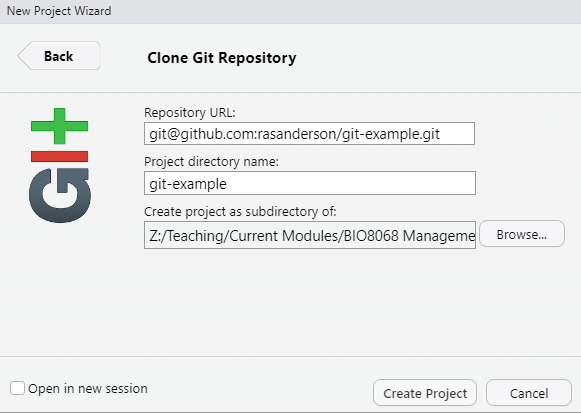 New Project Wizard
Back
Clone Git Repository
git
Repository URL:
git@github.com:rasanderson/git-example.git
Project directory name:
git-example
Create project as subdirectory of:
Z:/Teaching/Current Modules/BIO8068 Manageme
Browse...
Open in new session
Create Project
Cancel